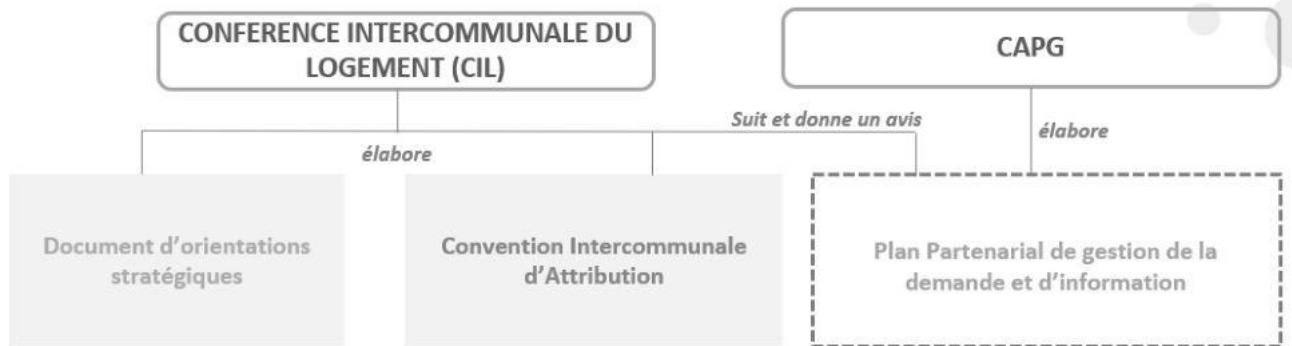 CONFERENCE INTERCOMMUNALE DU
LOGEMENT (CIL)
CAPG
Suit et donne un avis
élabore
élabore
Document d'orientations
stratégiques
Convention Intercommunale
d'Attribution
Plan Partenarial de gestion de la
demande et d'information